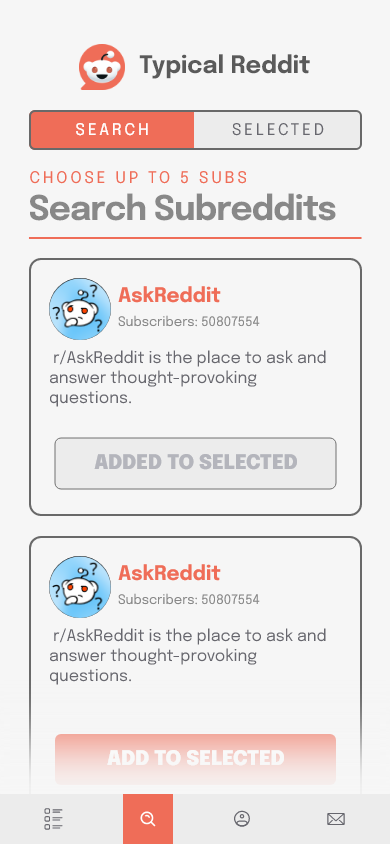 Typical Reddit
SEARCH
SELECTED
CHOOSE UP TO 5 SUBS
Search Subreddits
AskReddit
Subscribers: 50807554
r/AskReddit is the place to ask and
answer thought-provoking
questions.
ADDED TO SELECTED
AskReddit
Subscribers: 50807554
r/AskReddit is the place to ask and
answer thought-provoking
questions.
ADD TO SELECTED